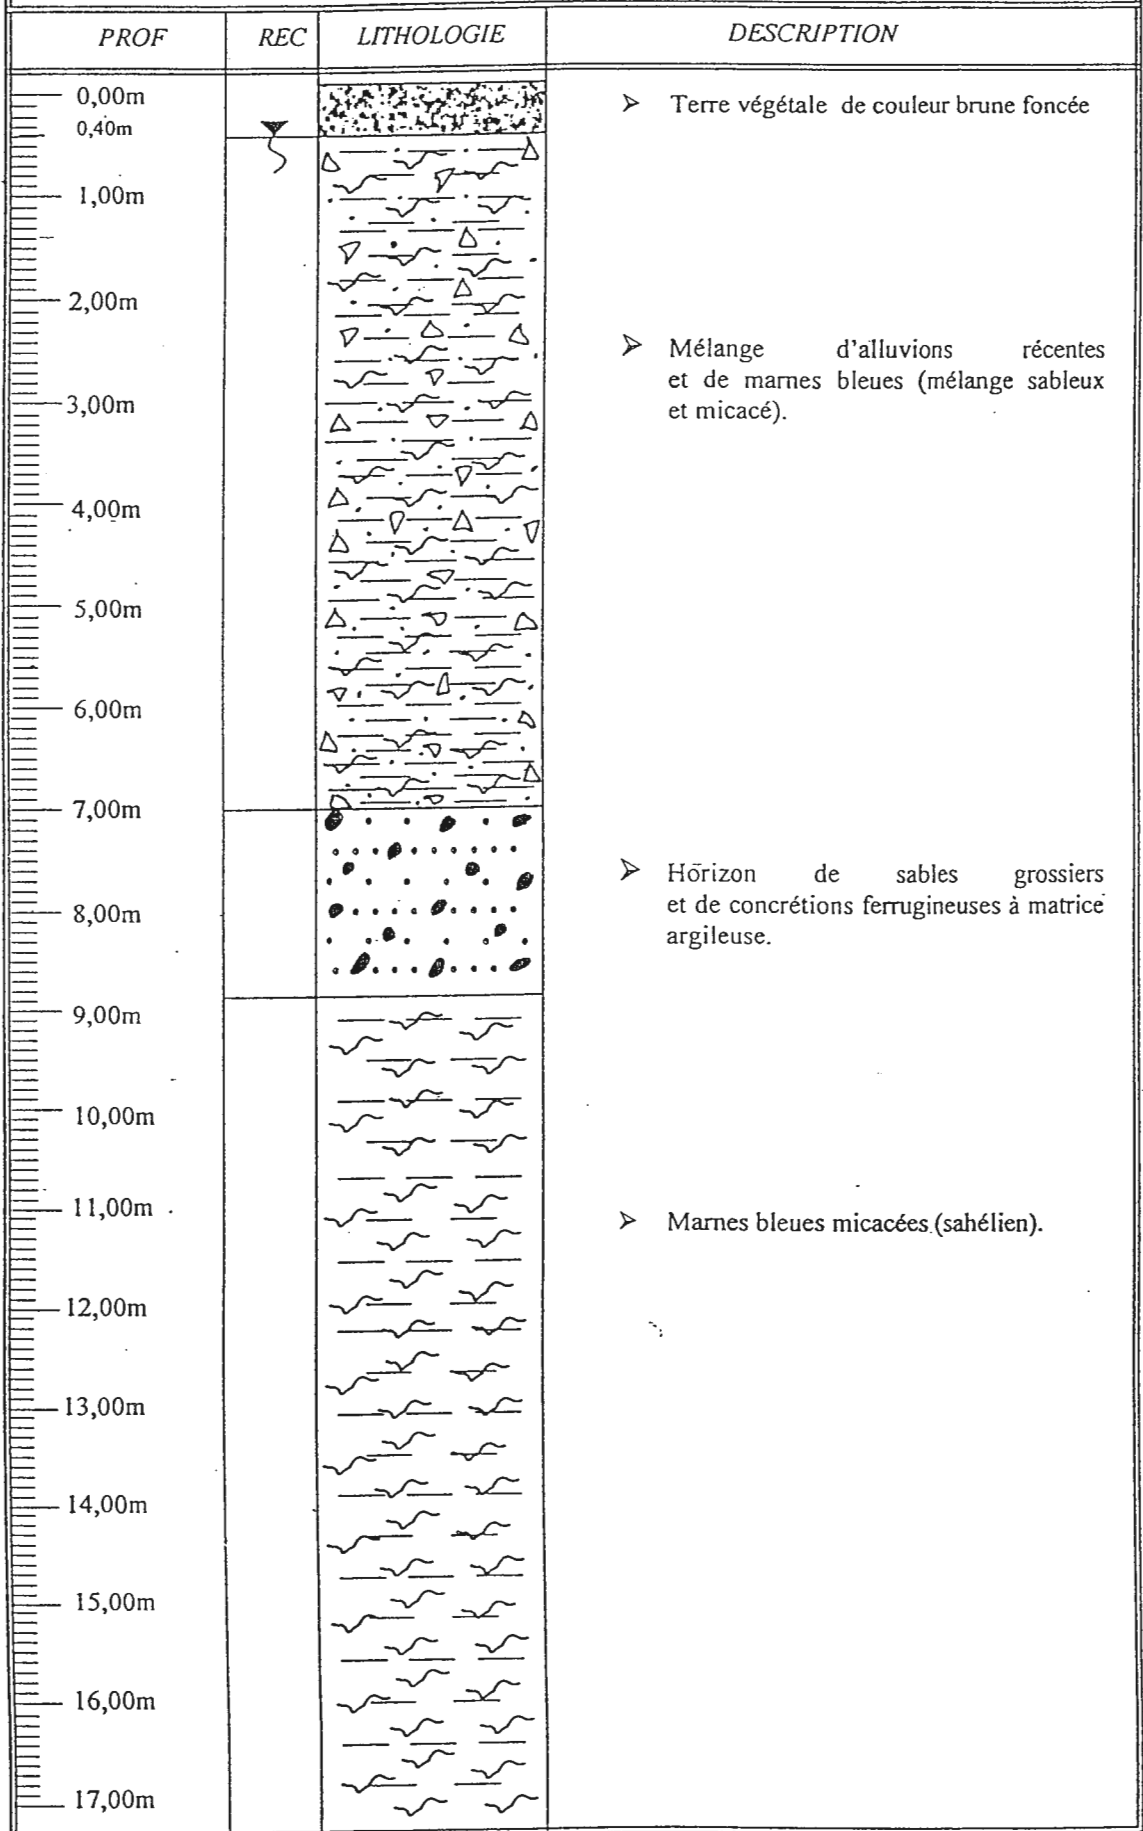 PROF REC LITHOLOGIE DESCRIPTION
0,00m
Terre végétale de couleur brune foncée
0,40m
1,00m
2,00m
Mélange d'alluvions récentes
et de marnes bleues (mélange sableux
3,00m
et micacé).
4,00m
5,00m
6,00m
7,00m
Horizon de sables grossiers
8,00m
et de concrétions ferrugineuses à matrice
argileuse.
9,00m
10,00m
11,00m
Marnes bleues micacées (sahélien).
12,00m
13,00m
14,00m
15,00m
16,00m
17,00m